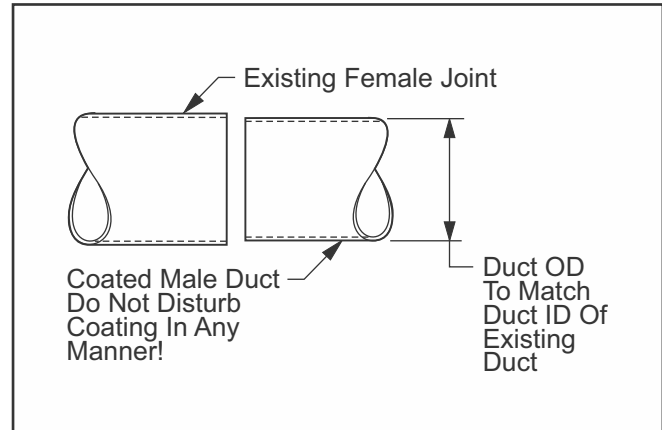 Existing Female Joint
Coated Male Duct
Do Not Disturb
Coating In Any
Manner!
Duct OD
To Match
Duct ID Of
Existing
Duct